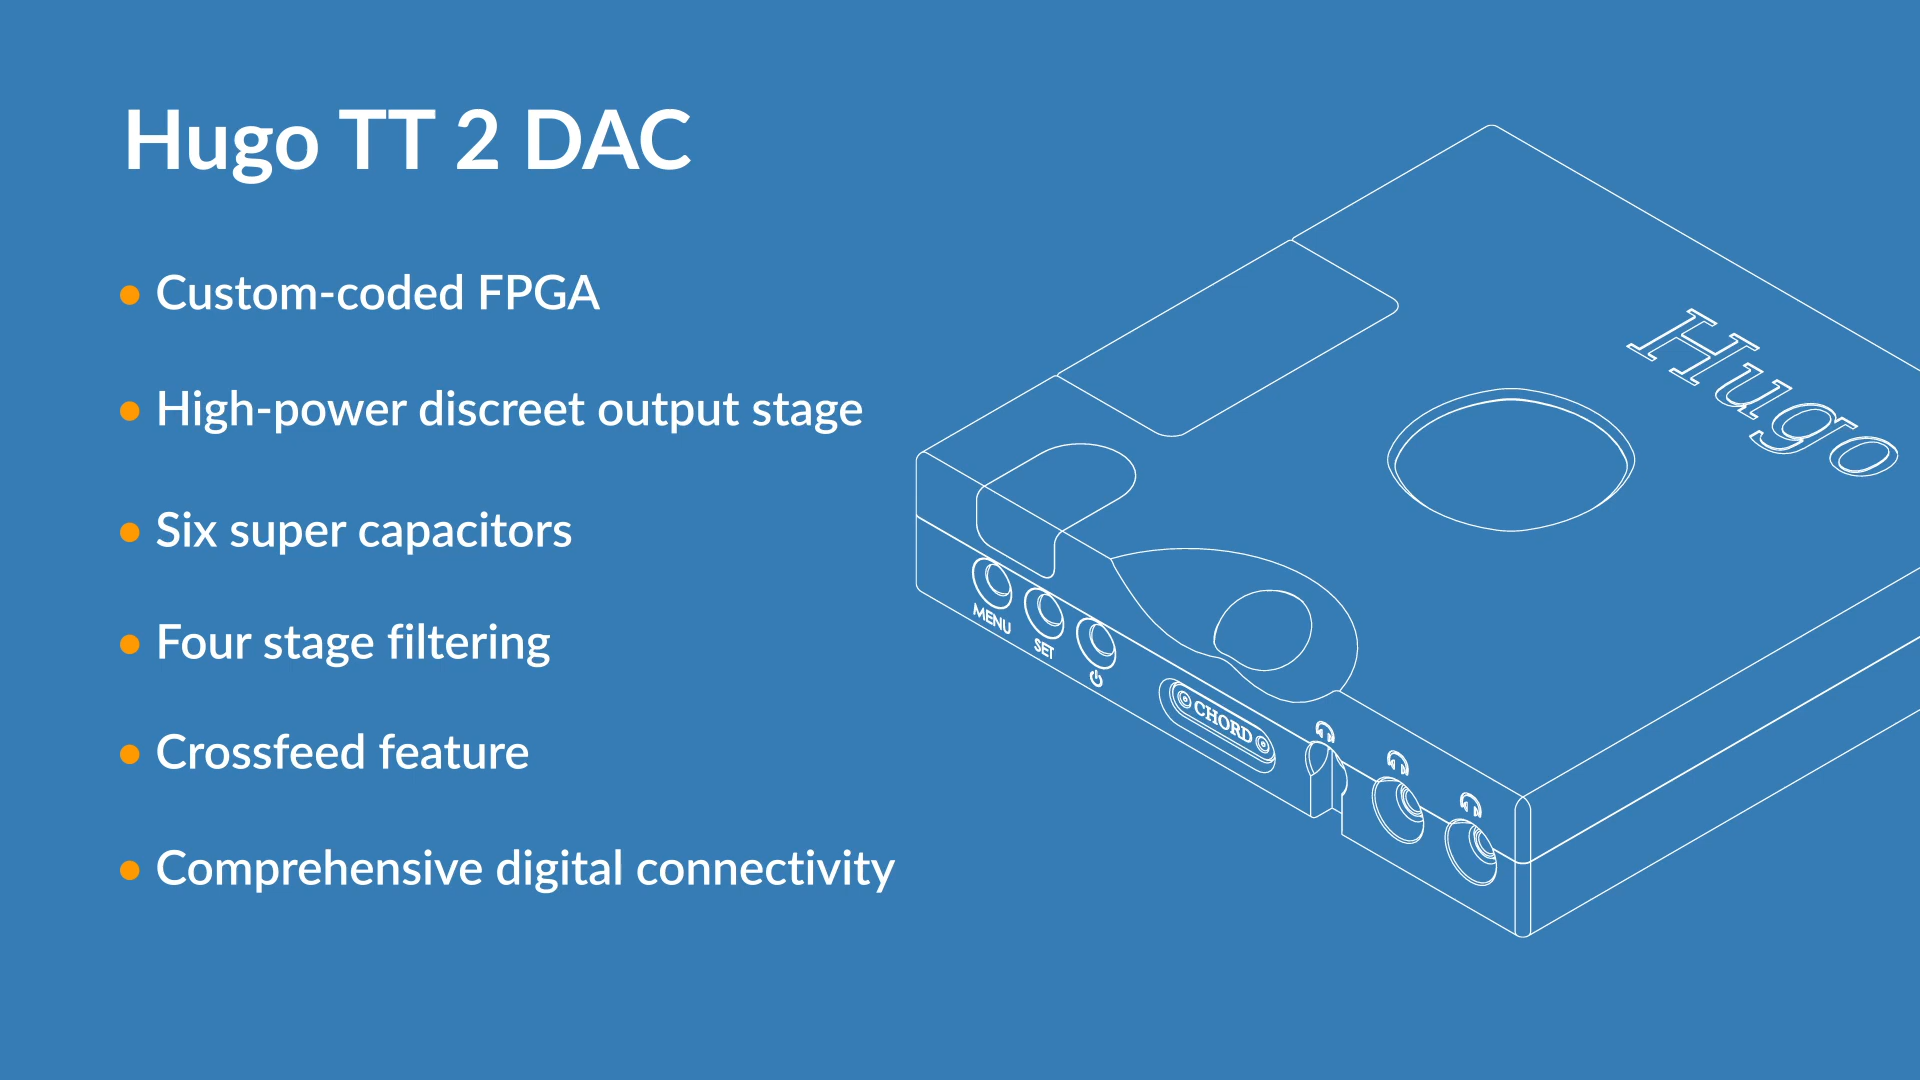 Hugo TT 2 DAC
Custom-coded FPGA
High-power discreet output stage
Six super capacitors
Four stage filtering
Crossfeed feature
Comprehensive digital connectivity
Hugo
MENU
SET
CHORD